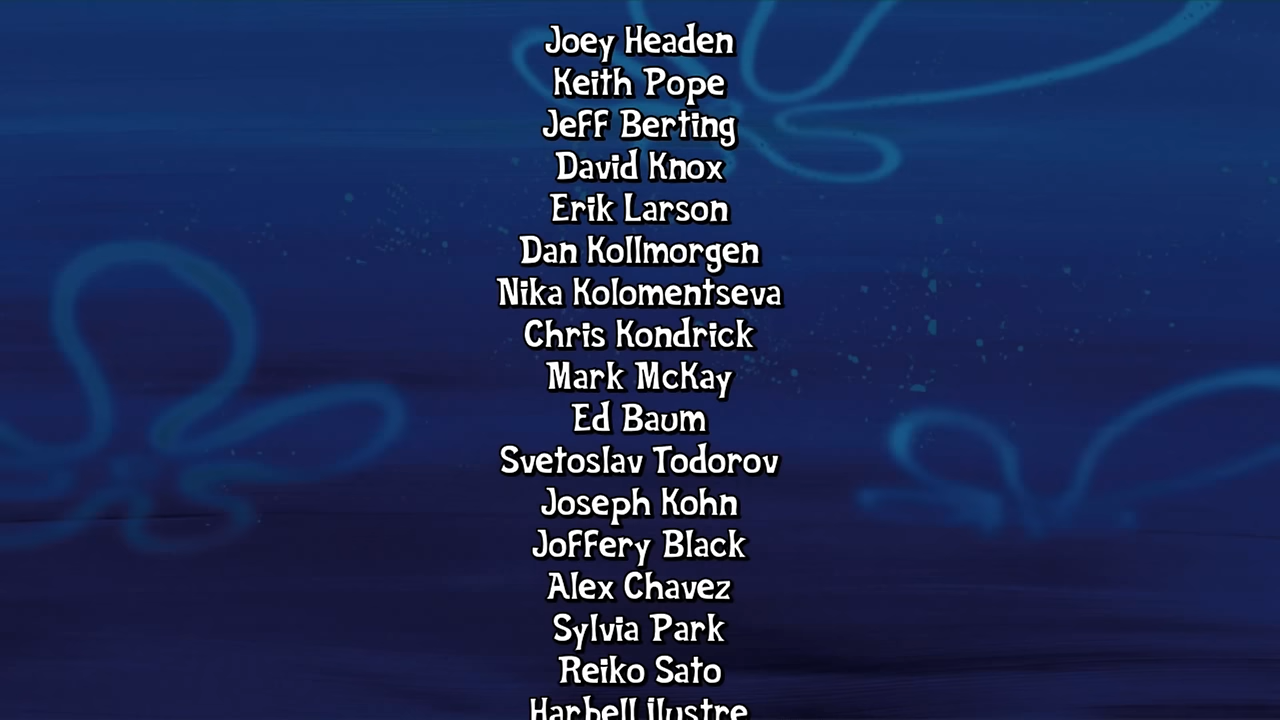 Joey Headen
Keith Pope
Jeff Berting
David Knox
Erik Larson
Dan Kollmorgen
Nika Kolomentseva
Chris Kondrick
Mark McKay
Ed Baum
Svetoslav Todorov
Joseph Kohn
Joffery Black
Alex Chavez
Sylvia Park
Reiko Sato